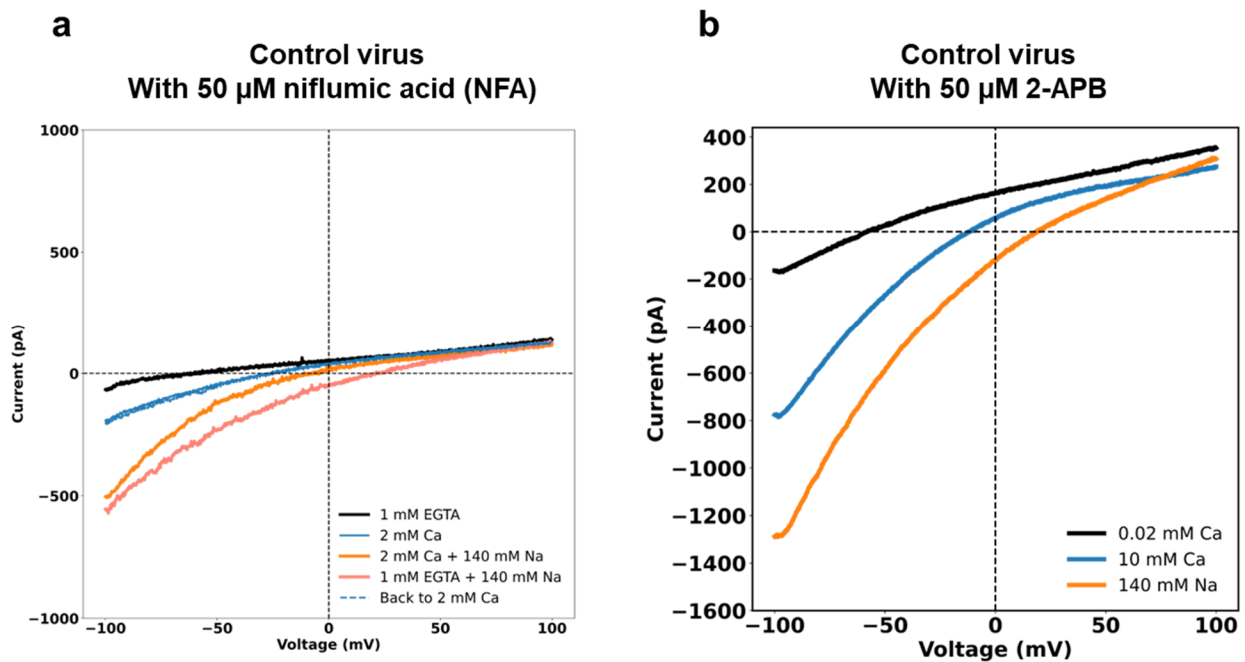 a
Control virus
With 50 µM niflumic acid (NFA)
1000
500
0
−500
−1000
Current (pA)
−100
−50
0
50
100
Voltage (mV)
1 mM EGTA
2 mM Ca
2 mM Ca + 140 mM Na
1 mM EGTA + 140 mM Na
Back to 2 mM Ca
b
Control virus
With 50 µM 2-APB
400
200
0
−200
−400
−600
−800
−1000
−1200
−1400
−1600
Current (pA)
−100
−50
0
50
100
Voltage (mV)
0.02 mM Ca
10 mM Ca
140 mM Na